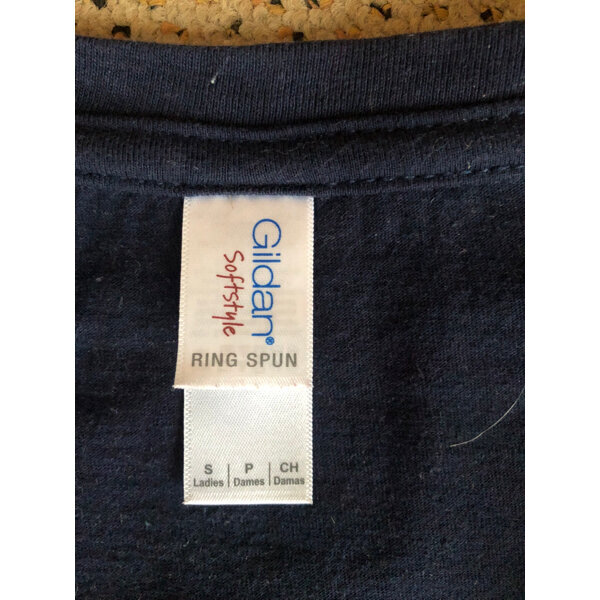 Gildan®
Softstyle
RING SPUN
S | P | CH
Ladies | Dames | Damas